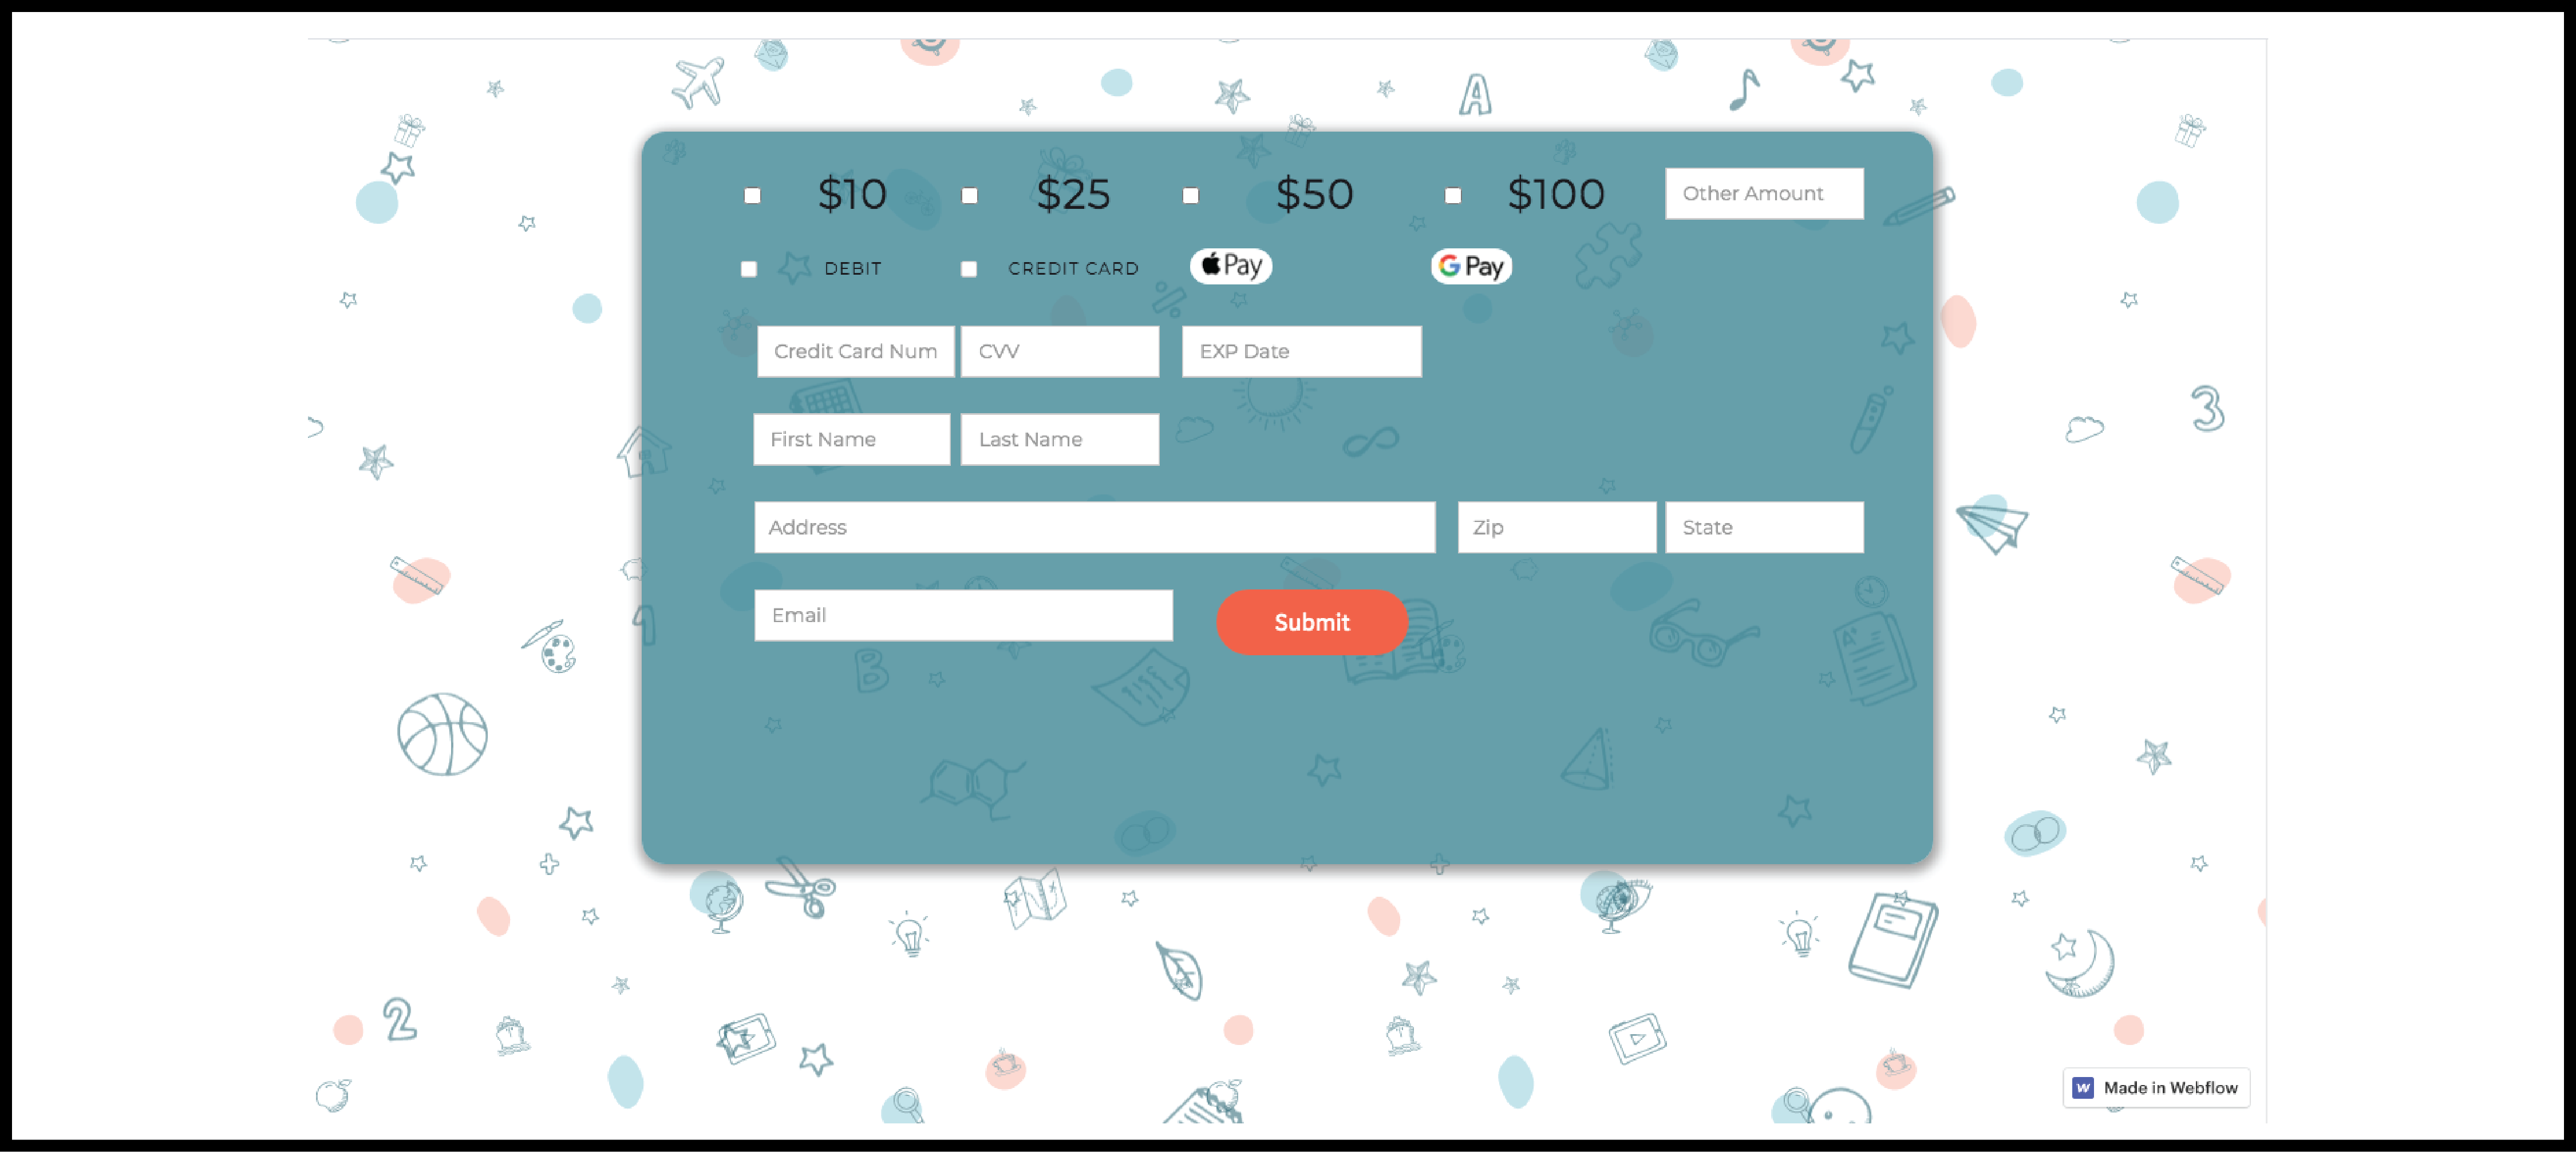 A
$10 $25 $50 $100 Other Amount
DEBIT CREDIT CARD Pay G Pay
Credit Card Num CVV EXP Date
3
First Name Last Name
Address Zip State
1
Email Submit
A+
B
2
W Made in Webflow